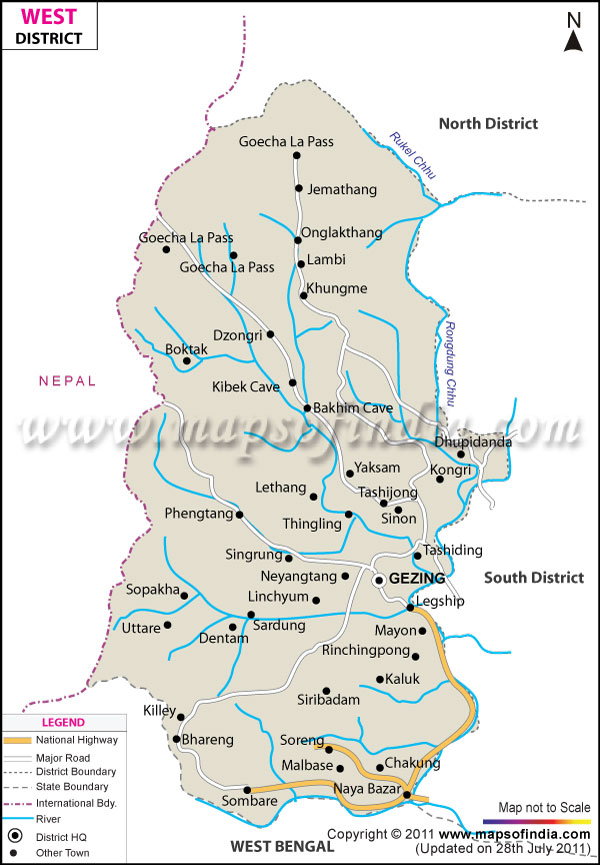 WEST
DISTRICT
N
North District
Rukel Chhu
Goecha La Pass
Jemathang
Onglakthang
Goecha La Pass
Goecha La Pass
Lambi
Khungme
Rongdung Chhu
Dzongri
Boktak
NEPAL
Kibek Cave
Bakhim Cave
www.mapsofindia.com
Dhupidanda
Yaksam
Kongri
Lethang
Tashijong
Phengtang
Thingling
Sinon
Singrung
Tashiding
Neyangtang
GEZING
South District
Sopakha
Linchyum
Legship
Uttare
Dentam
Sardung
Mayon
Rinchingpong
Kaluk
Siribadam
Killey
Bhareng
Soreng
Malbase
Chakung
Naya Bazar
Sombare
LEGEND
National Highway
Major Road
District Boundary
State Boundary
International Bdy.
River
District HQ
Other Town
WEST BENGAL
Map not to Scale
Copyright © 2011 www.mapsofindia.com
(Updated on 28th July 2011)